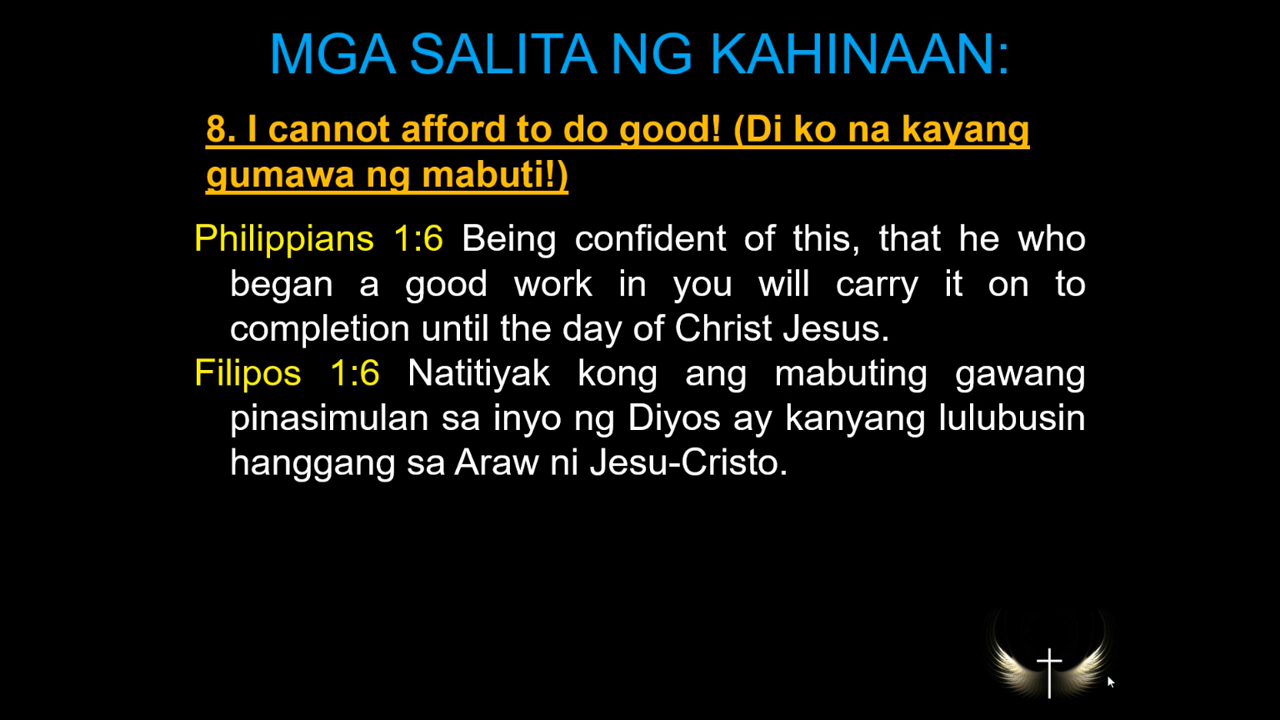 MGA SALITA NG KAHINAAN:
8. I cannot afford to do good! (Di ko na kayang
gumawa ng mabuti!)
Philippians 1:6 Being confident of this, that he who
began a good work in you will carry it on to
completion until the day of Christ Jesus.
Filipos 1:6 Natitiyak kong ang mabuting gawang
pinasimulan sa inyo ng Diyos ay kanyang lulubusin
hanggang sa Araw ni Jesu-Cristo.